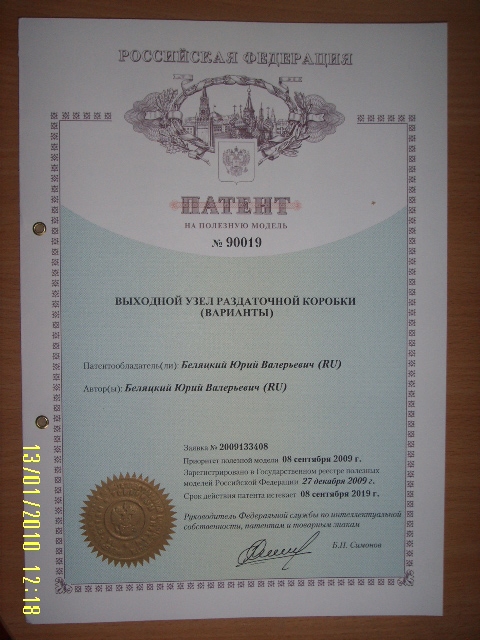 РОССИЙСКАЯ ФЕДЕРАЦИЯ
ПАТЕНТ
НА ПОЛЕЗНУЮ МОДЕЛЬ
№ 90019
ВЫХОДНОЙ УЗЕЛ РАЗДАТОЧНОЙ КОРОБКИ
(ВАРИАНТЫ)
Патентообладатель(ли): Беляцкий Юрий Валерьевич (RU)
Автор(ы): Беляцкий Юрий Валерьевич (RU)
Заявка № 2009133408
Приоритет полезной модели 08 сентября 2009 г.
Зарегистрировано в Государственном реестре полезных
моделей Российской Федерации 27 декабря 2009 г.
Срок действия патента истекает 08 сентября 2019 г.
Руководитель Федеральной службы по интеллектуальной
собственности, патентам и товарным знакам
Б.П. Симонов
13/01/2010 12:18